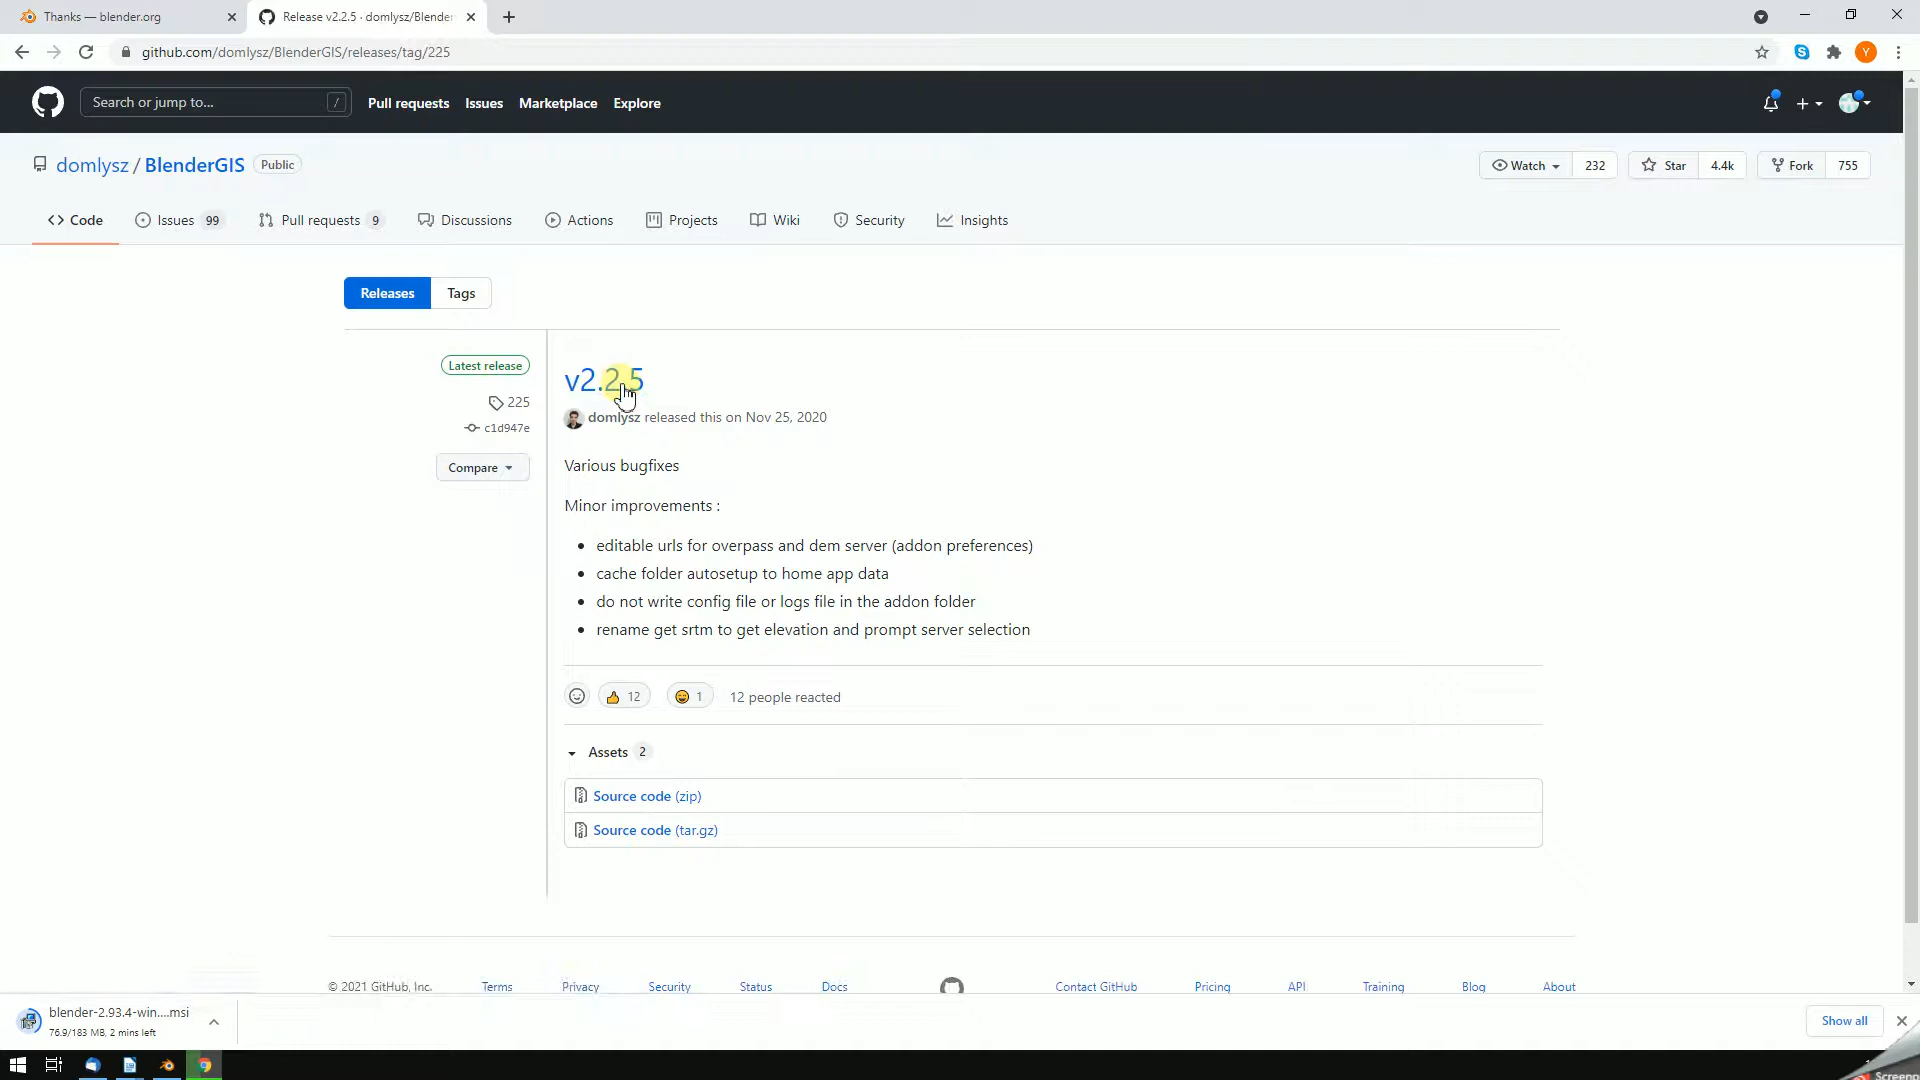 Thanks — blender.org
Release v2.2.5 · domlysz/Blender
github.com/domlysz/BlenderGIS/releases/tag/225
Y
Search or jump to...
/
Pull requests
Issues
Marketplace
Explore
domlysz / BlenderGIS
Public
Watch
232
Star
4.4k
Fork
755
Code
Issues 99
Pull requests 9
Discussions
Actions
Projects
Wiki
Security
Insights
Releases
Tags
Latest release
225
c1d947e
Compare
v2.2.5
domlysz released this on Nov 25, 2020
Various bugfixes
Minor improvements :
editable urls for overpass and dem server (addon preferences)
cache folder autosetup to home app data
do not write config file or logs file in the addon folder
rename get srtm to get elevation and prompt server selection
👍 12
😄 1
12 people reacted
Assets 2
Source code (zip)
Source code (tar.gz)
© 2021 GitHub, Inc.
Terms
Privacy
Security
Status
Docs
Contact GitHub
Pricing
API
Training
Blog
About
blender-2.93.4-win....msi
76.9/183 MB, 2 mins left
Show all